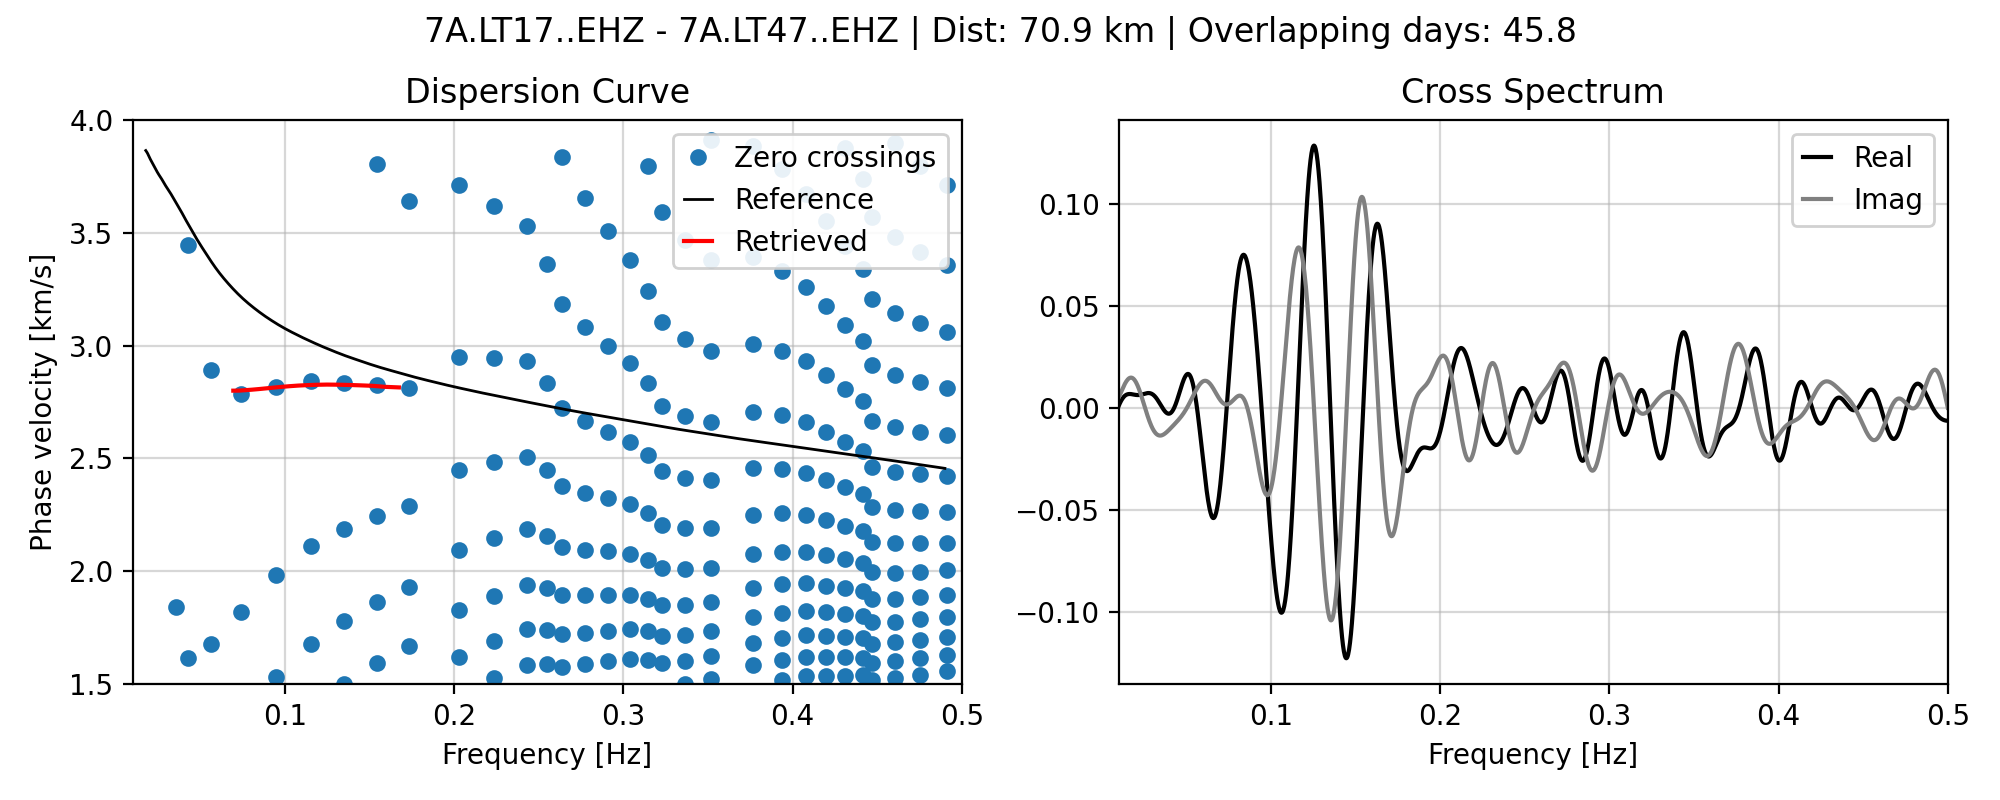 7A.LT17..EHZ - 7A.LT47..EHZ | Dist: 70.9 km | Overlapping days: 45.8
Dispersion Curve
Phase velocity [km/s]
4.0
3.5
3.0
2.5
2.0
1.5
Zero crossings
Reference
Retrieved
0.1 0.2 0.3 0.4 0.5
Frequency [Hz]
Cross Spectrum
0.10
0.05
0.00
−0.05
−0.10
Real
Imag
0.1 0.2 0.3 0.4 0.5
Frequency [Hz]